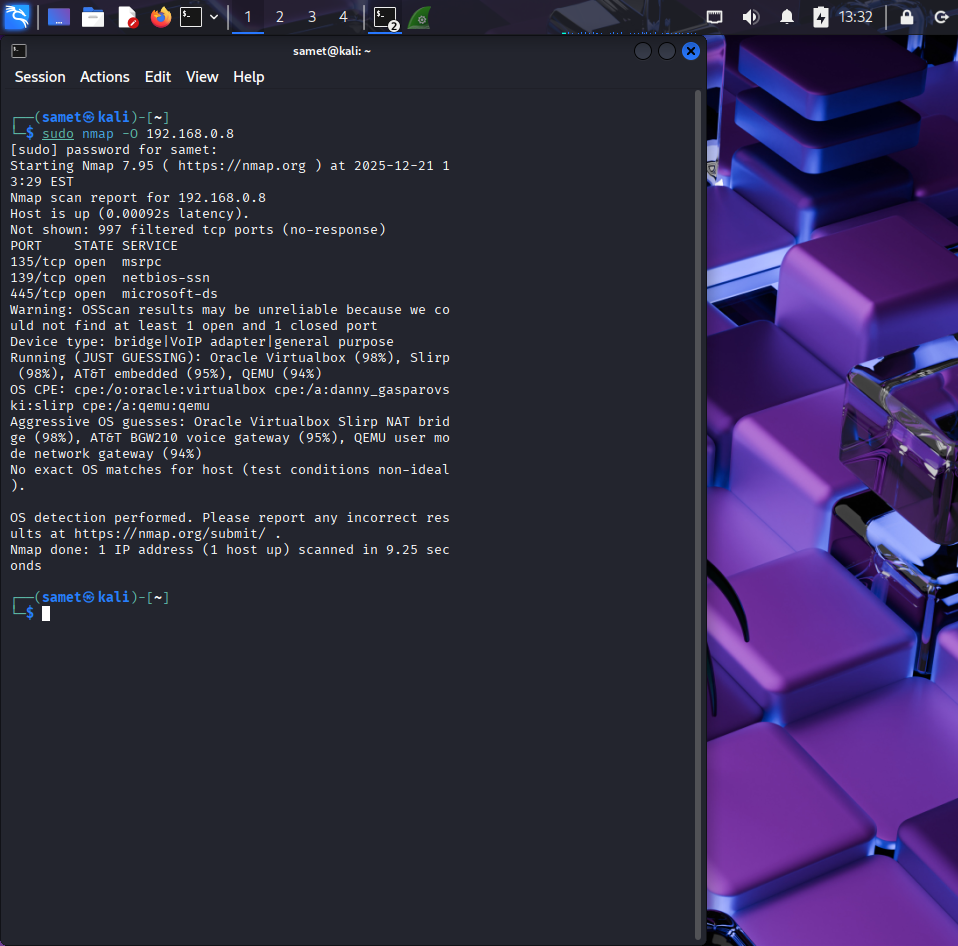 1 2 3 4 2 13:32
samet@kali: ~
Session Actions Edit View Help
┌──(samet㉿kali)-[~]
└─$ sudo nmap -O 192.168.0.8
[sudo] password for samet:
Starting Nmap 7.95 ( https://nmap.org ) at 2025-12-21 1
3:29 EST
Nmap scan report for 192.168.0.8
Host is up (0.00092s latency).
Not shown: 997 filtered tcp ports (no-response)
PORT    STATE SERVICE
135/tcp open  msrpc
139/tcp open  netbios-ssn
445/tcp open  microsoft-ds
Warning: OSScan results may be unreliable because we co
uld not find at least 1 open and 1 closed port
Device type: bridge|VoIP adapter|general purpose
Running (JUST GUESSING): Oracle Virtualbox (98%), Slirp
 (98%), AT&T embedded (95%), QEMU (94%)
OS CPE: cpe:/o:oracle:virtualbox cpe:/a:danny_gasparovs
ki:slirp cpe:/a:qemu:qemu
Aggressive OS guesses: Oracle Virtualbox Slirp NAT brid
ge (98%), AT&T BGW210 voice gateway (95%), QEMU user mo
de network gateway (94%)
No exact OS matches for host (test conditions non-ideal
).
OS detection performed. Please report any incorrect res
ults at https://nmap.org/submit/ .
Nmap done: 1 IP address (1 host up) scanned in 9.25 sec
onds
┌──(samet㉿kali)-[~]
└─$